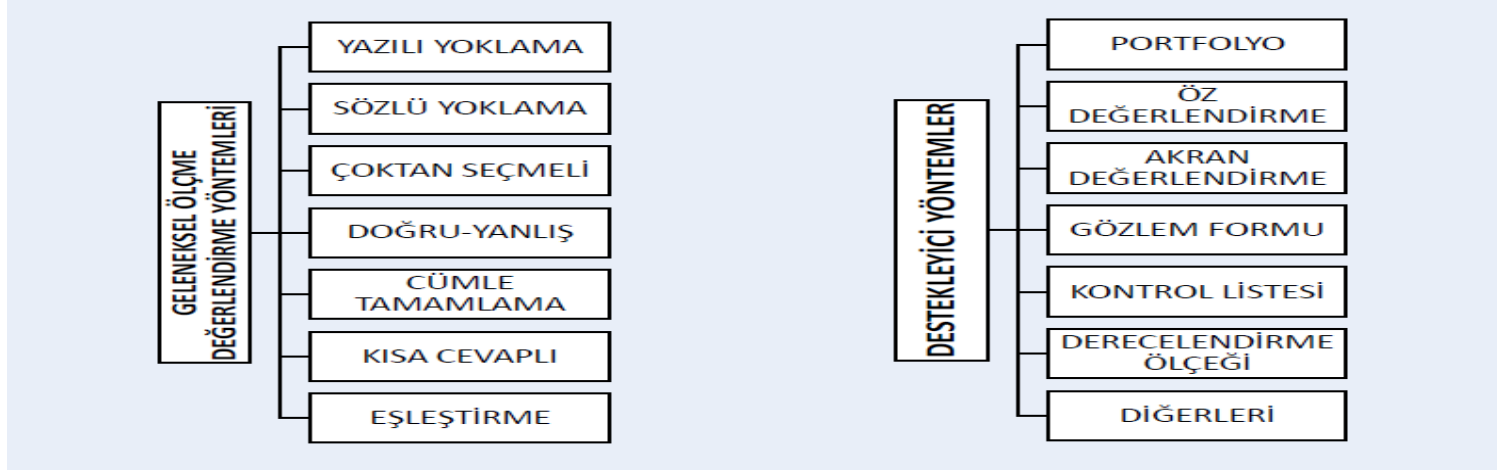 GELENEKSEL ÖLÇME
DEĞERLENDİRME YÖNTEMLERİ
YAZILI YOKLAMA
SÖZLÜ YOKLAMA
ÇOKTAN SEÇMELİ
DOĞRU-YANLIŞ
CÜMLE
TAMAMLAMA
KISA CEVAPLI
EŞLEŞTİRME
DESTEKLEYİCİ YÖNTEMLER
PORTFOLYO
ÖZ
DEĞERLENDİRME
AKRAN
DEĞERLENDİRME
GÖZLEM FORMU
KONTROL LİSTESİ
DERECELENDİRME
ÖLÇEĞİ
DİĞERLERİ